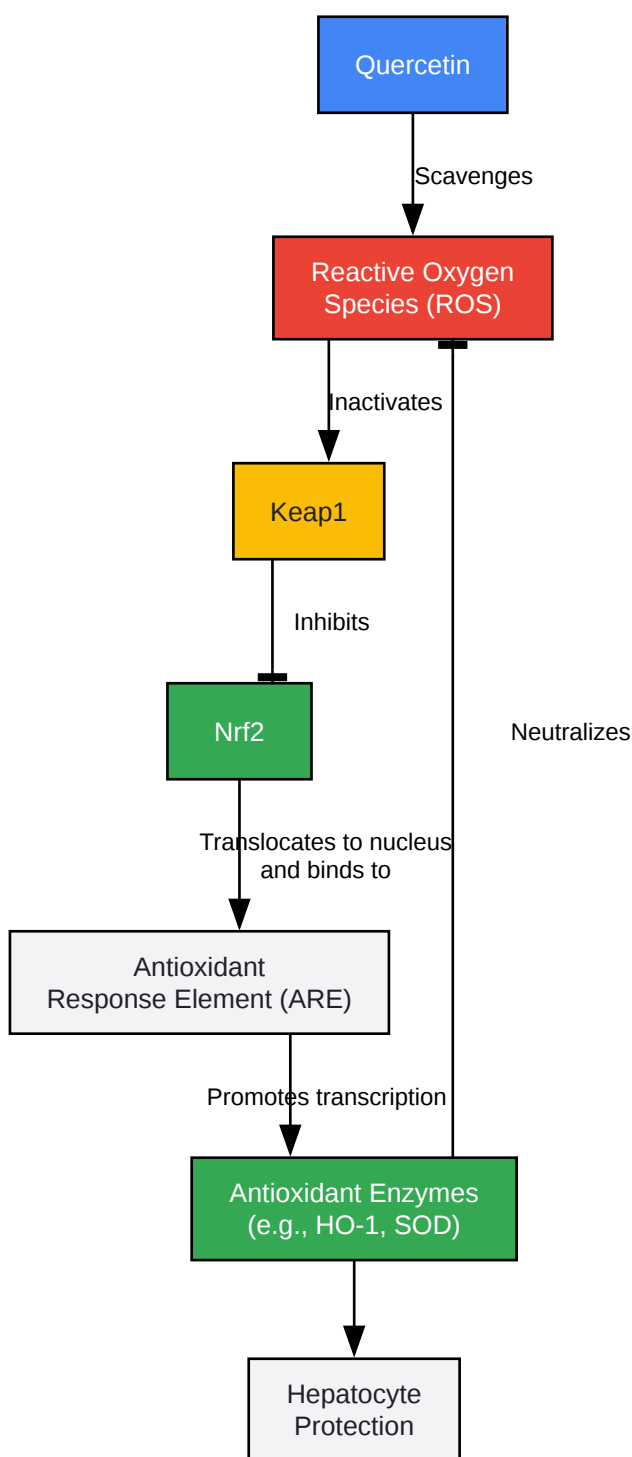 Quercetin
Scavenges
Reactive Oxygen
Species (ROS)
Inactivates
Keap1
Inhibits
Nrf2
Neutralizes
Translocates to nucleus
and binds to
Antioxidant
Response Element (ARE)
Promotes transcription
Antioxidant Enzymes
(e.g., HO-1, SOD)
Hepatocyte
Protection